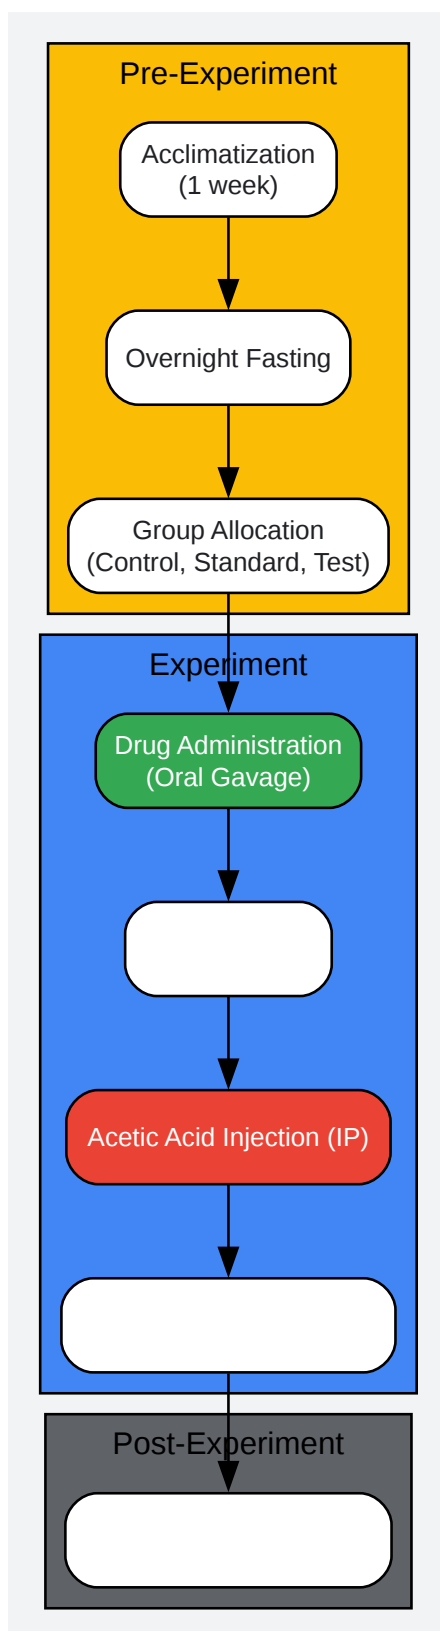 Pre-Experiment
Acclimatization
(1 week)
Overnight Fasting
Group Allocation
(Control, Standard, Test)
Experiment
Drug Administration
(Oral Gavage)
Acetic Acid Injection (IP)
Post-Experiment